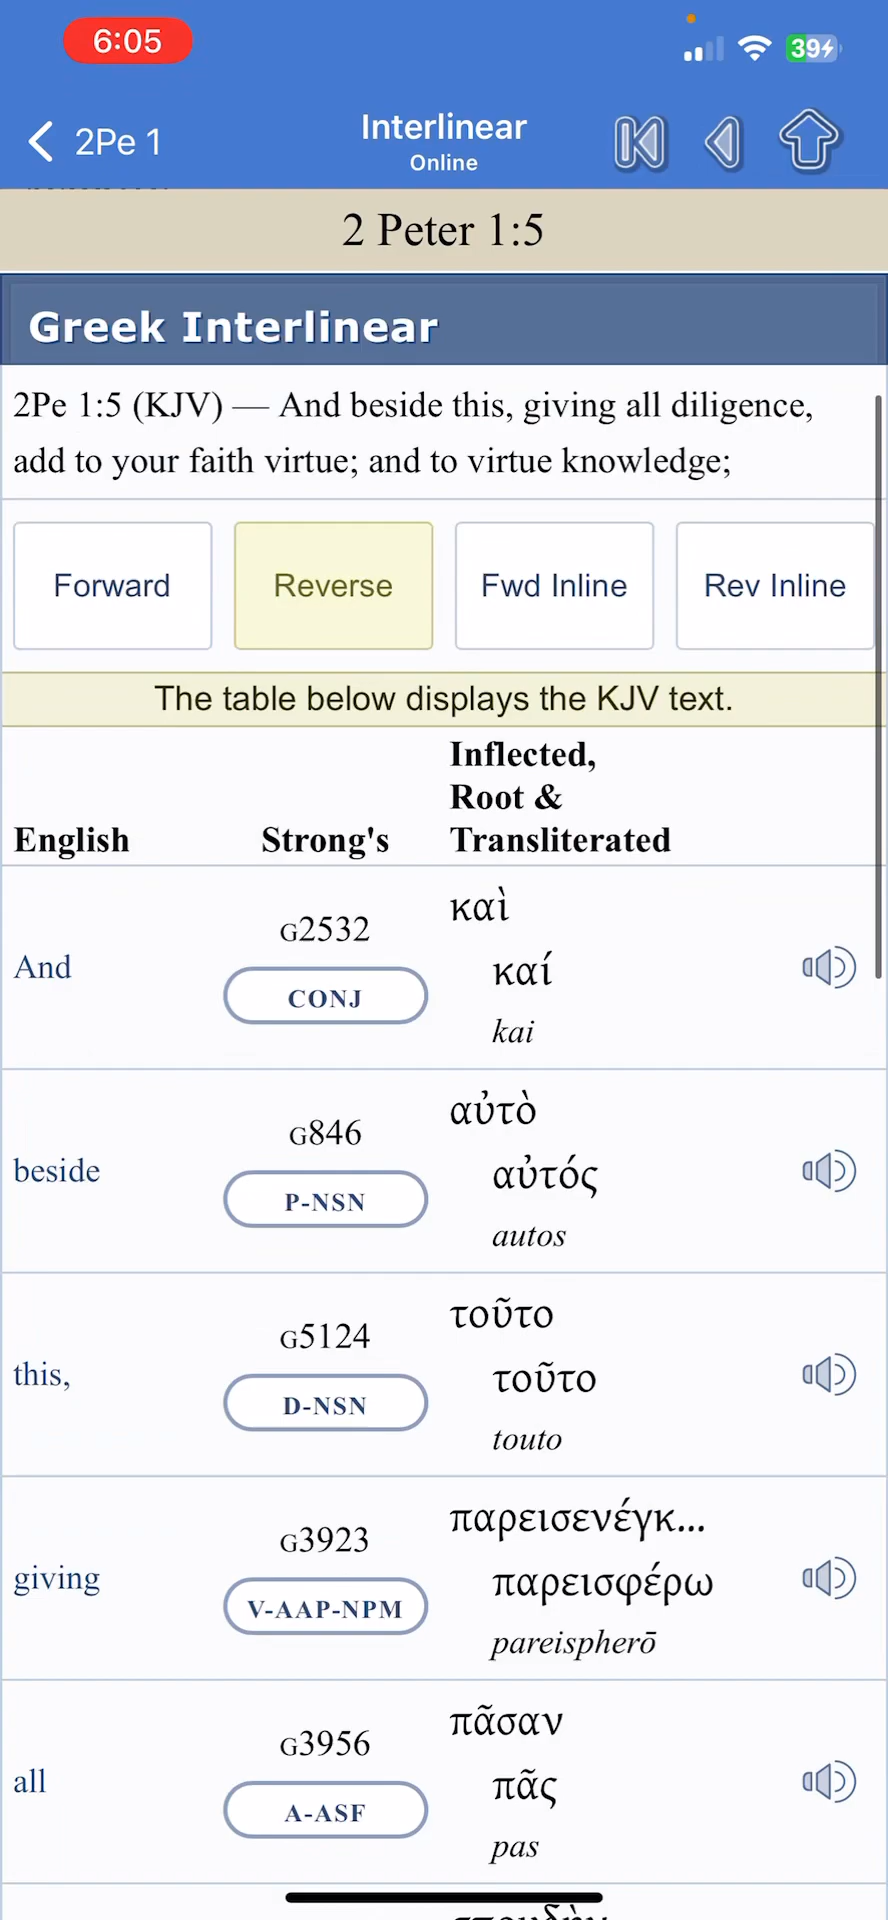 6:05
39
2Pe 1
Interlinear
Online
2 Peter 1:5
Greek Interlinear
2Pe 1:5 (KJV) — And beside this, giving all diligence,
add to your faith virtue; and to virtue knowledge;
Forward
Reverse
Fwd Inline
Rev Inline
The table below displays the KJV text.
English
Strong's
Inflected,
Root &
Transliterated
And
G2532
CONJ
καὶ
καί
kai
beside
G846
P-NSN
αὐτὸ
αὐτός
autos
this,
G5124
D-NSN
τοῦτο
τοῦτο
touto
giving
G3923
V-AAP-NPM
παρεισενέγκ...
παρεισφέρω
pareispherō
all
G3956
A-ASF
πᾶσαν
πᾶς
pas